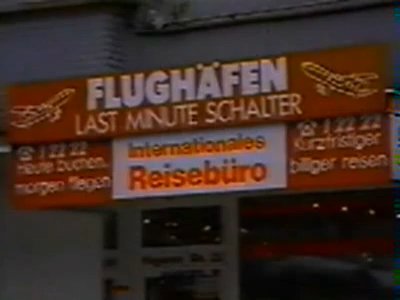 FLUGHÄFEN
LAST MINUTE SCHALTER
☎ 1 22 22
Heute buchen,
morgen fliegen
Internationales
Reisebüro
☎ 1 22 22
Kurzfristiger
billiger reisen